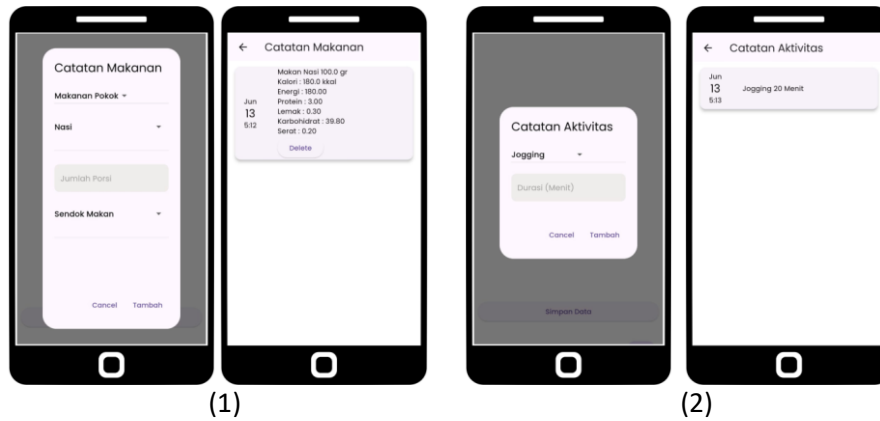 Catatan Makanan
Makanan Pokok
Nasi
Jumlah Porsi
Sendok Makan
Cancel Tambah
Catatan Makanan
Makan Nasi 100.0 gr
Kalori : 180.0 kkal
Energi : 180.00
Jun
Protein : 3.00
13
Lemak : 0.30
5:12
Karbohidrat : 39.80
Serat : 0.20
Delete
(1)
Catatan Aktivitas
Jogging
Durasi (Menit)
Cancel Tambah
Simpan Data
Catatan Aktivitas
Jun
13
Jogging 20 Menit
5:13
(2)